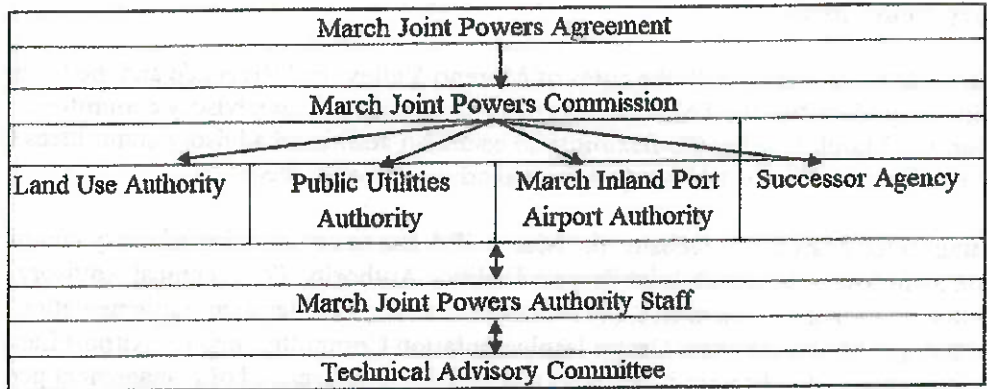 March Joint Powers Agreement
March Joint Powers Commission
Land Use Authority
Public Utilities
Authority
March Inland Port
Airport Authority
Successor Agency
March Joint Powers Authority Staff
Technical Advisory Committee